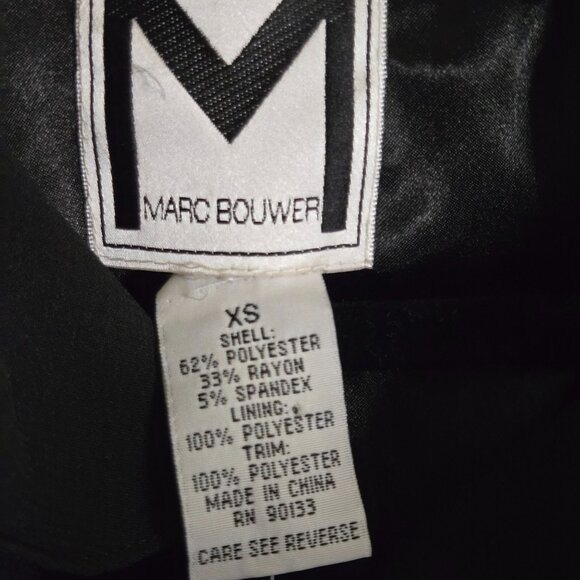 M
MARC BOUWER
XS
SHELL:
62% POLYESTER
33% RAYON
5% SPANDEX
LINING:
100% POLYESTER
TRIM:
100% POLYESTER
MADE IN CHINA
RN 90133
CARE SEE REVERSE